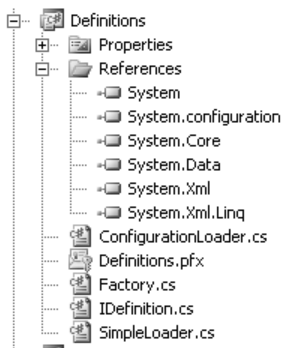 Definitions
Properties
References
System
System.configuration
System.Core
System.Data
System.Xml
System.Xml.Linq
ConfigurationLoader.cs
Definitions.pfx
Factory.cs
IDefinition.cs
SimpleLoader.cs